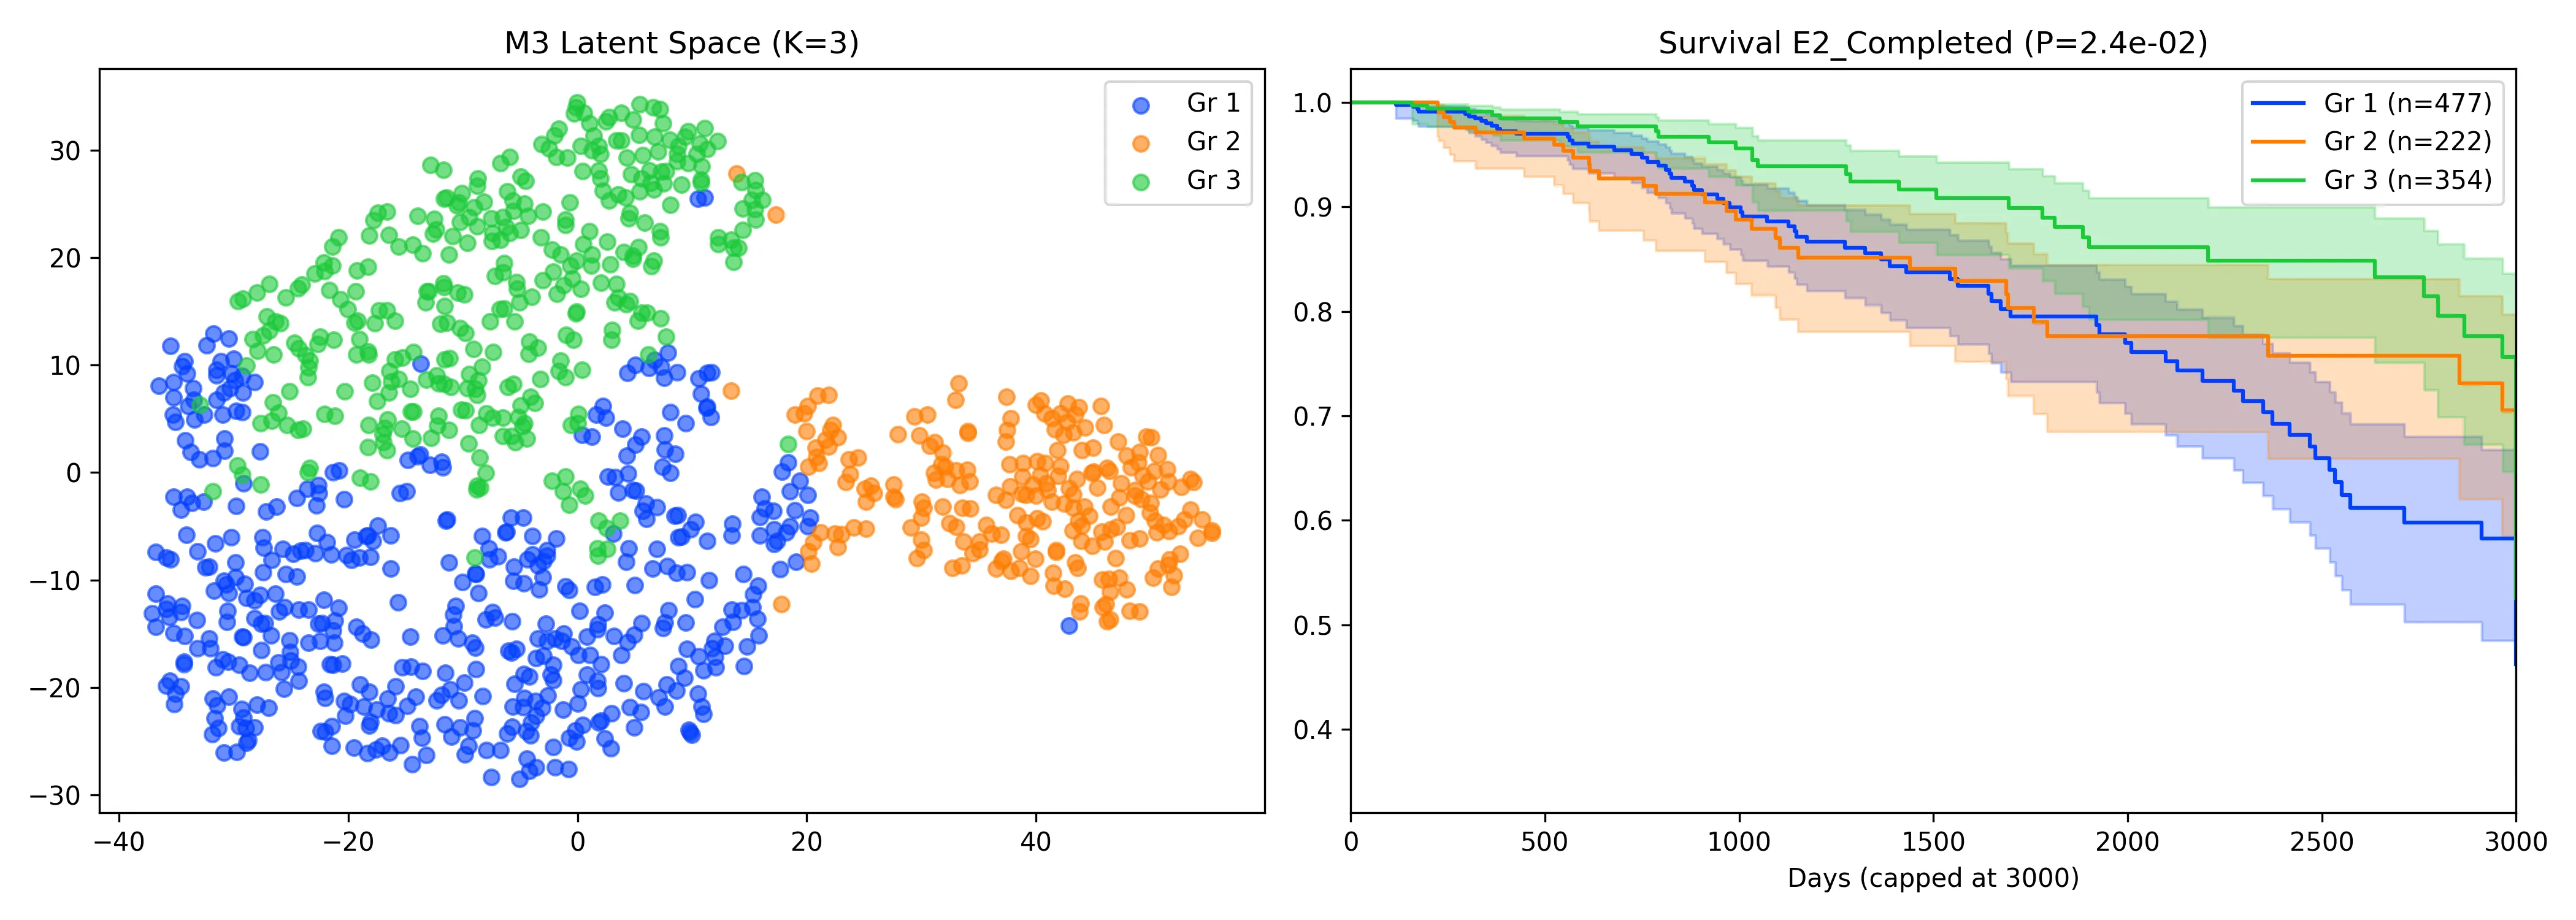 M3 Latent Space (K=3)
Gr 1
Gr 2
Gr 3
30
20
10
0
−10
−20
−30
−40
−20
0
20
40
Survival E2_Completed (P=2.4e-02)
Gr 1 (n=477)
Gr 2 (n=222)
Gr 3 (n=354)
1.0
0.9
0.8
0.7
0.6
0.5
0.4
0
500
1000
1500
2000
2500
3000
Days (capped at 3000)